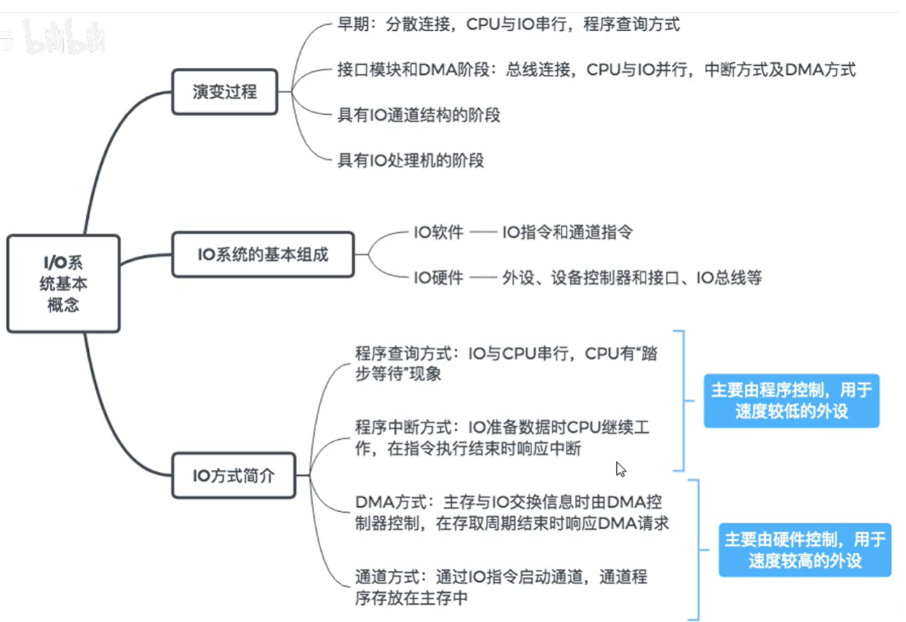 bilibili
早期：分散连接，CPU与IO串行，程序查询方式
演变过程
接口模块和DMA阶段：总线连接，CPU与IO并行，中断方式及DMA方式
具有IO通道结构的阶段
具有IO处理机的阶段
I/O系
统基本
概念
IO系统的基本组成
IO软件
IO指令和通道指令
IO硬件
外设、设备控制器和接口、IO总线等
IO方式简介
程序查询方式：IO与CPU串行，CPU有“踏
步等待”现象
程序中断方式：IO准备数据时CPU继续工
作，在指令执行结束时响应中断
主要由程序控制，用于
速度较低的外设
DMA方式：主存与IO交换信息时由DMA控
制器控制，在存取周期结束时响应DMA请求
通道方式：通过IO指令启动通道，通道程
序存放在主存中
主要由硬件控制，用于
速度较高的外设